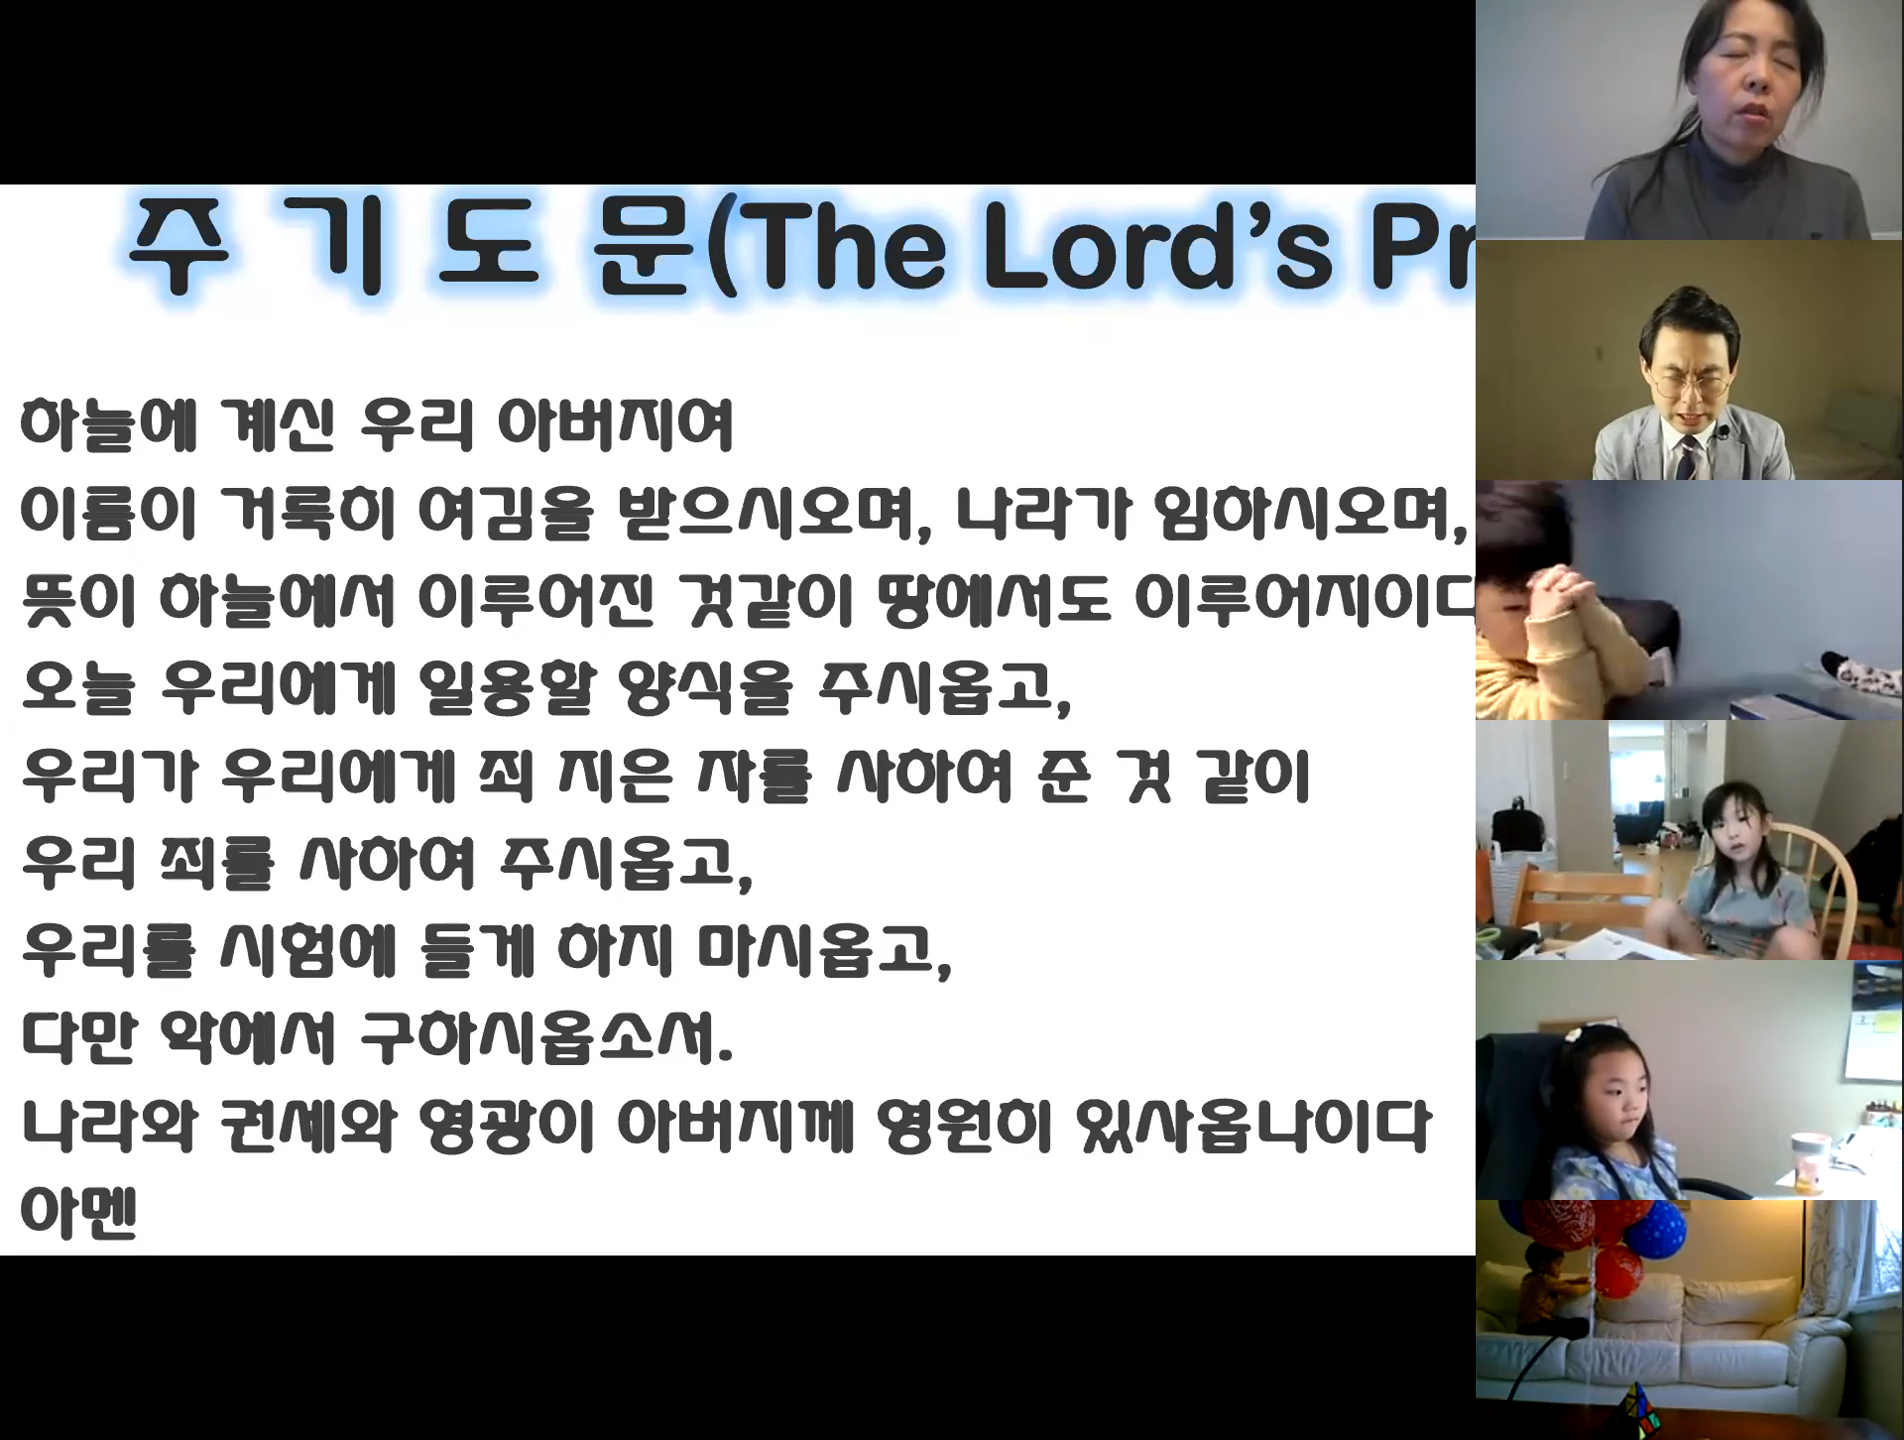 주 기 도 문(The Lord's Pr
하늘에 계신 우리 아버지여
이름이 거룩히 여김을 받으시오며, 나라가 임하시오며,
뜻이 하늘에서 이루어진 것같이 땅에서도 이루어지이다
오늘 우리에게 일용할 양식을 주시옵고,
우리가 우리에게 죄 지은 자를 사하여 준 것 같이
우리 죄를 사하여 주시옵고,
우리를 시험에 들게 하지 마시옵고,
다만 악에서 구하시옵소서.
나라와 권세와 영광이 아버지께 영원히 있사옵나이다
아멘